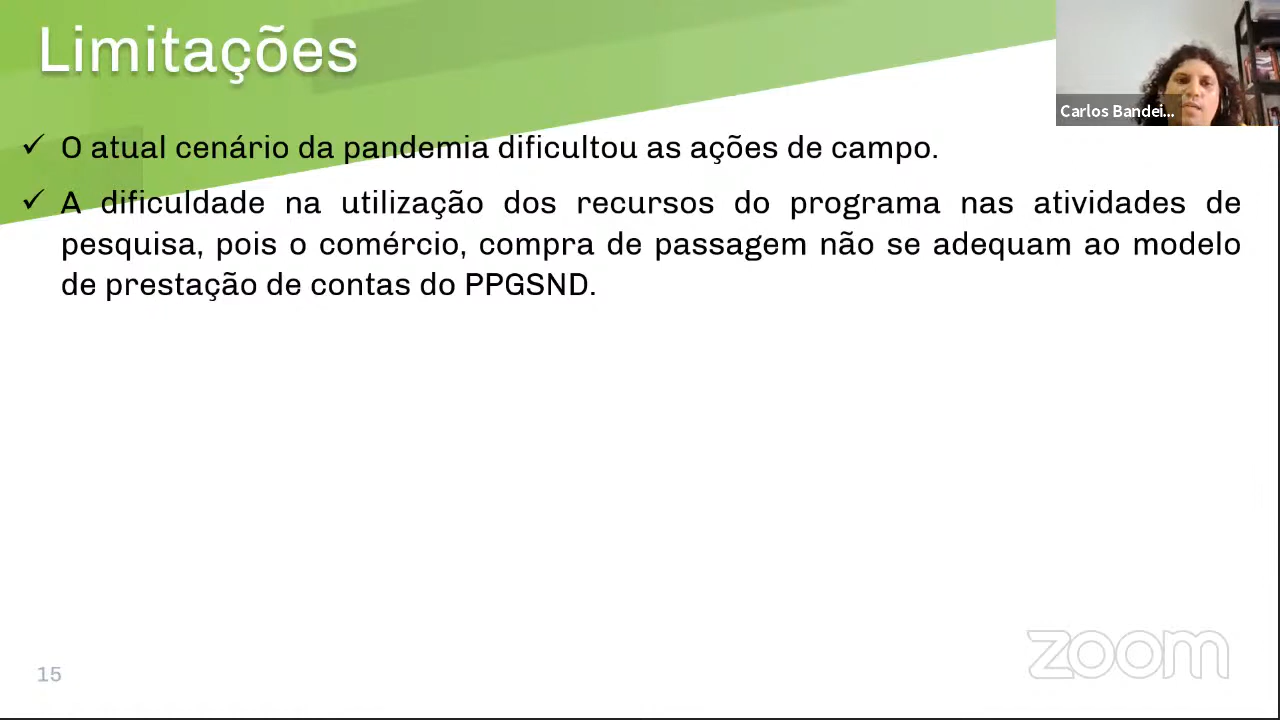 Limitações
Carlos Bandei...
✓ O atual cenário da pandemia dificultou as ações de campo.
✓ A dificuldade na utilização dos recursos do programa nas atividades de
pesquisa, pois o comércio, compra de passagem não se adequam ao modelo
de prestação de contas do PPGSND.
15
zoom